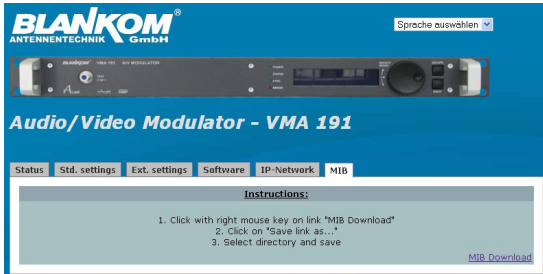 BLANKOM®
ANTENNENTECHNIK GmbH
Sprache auswählen
BLANKOM VMA 191 A/V MODULATOR
Audio/Video Modulator - VMA 191
Status Std. settings Ext. settings Software IP-Network MIB
Instructions:
1. Click with right mouse key on link "MIB Download"
2. Click on "Save link as..."
3. Select directory and save
MIB Download